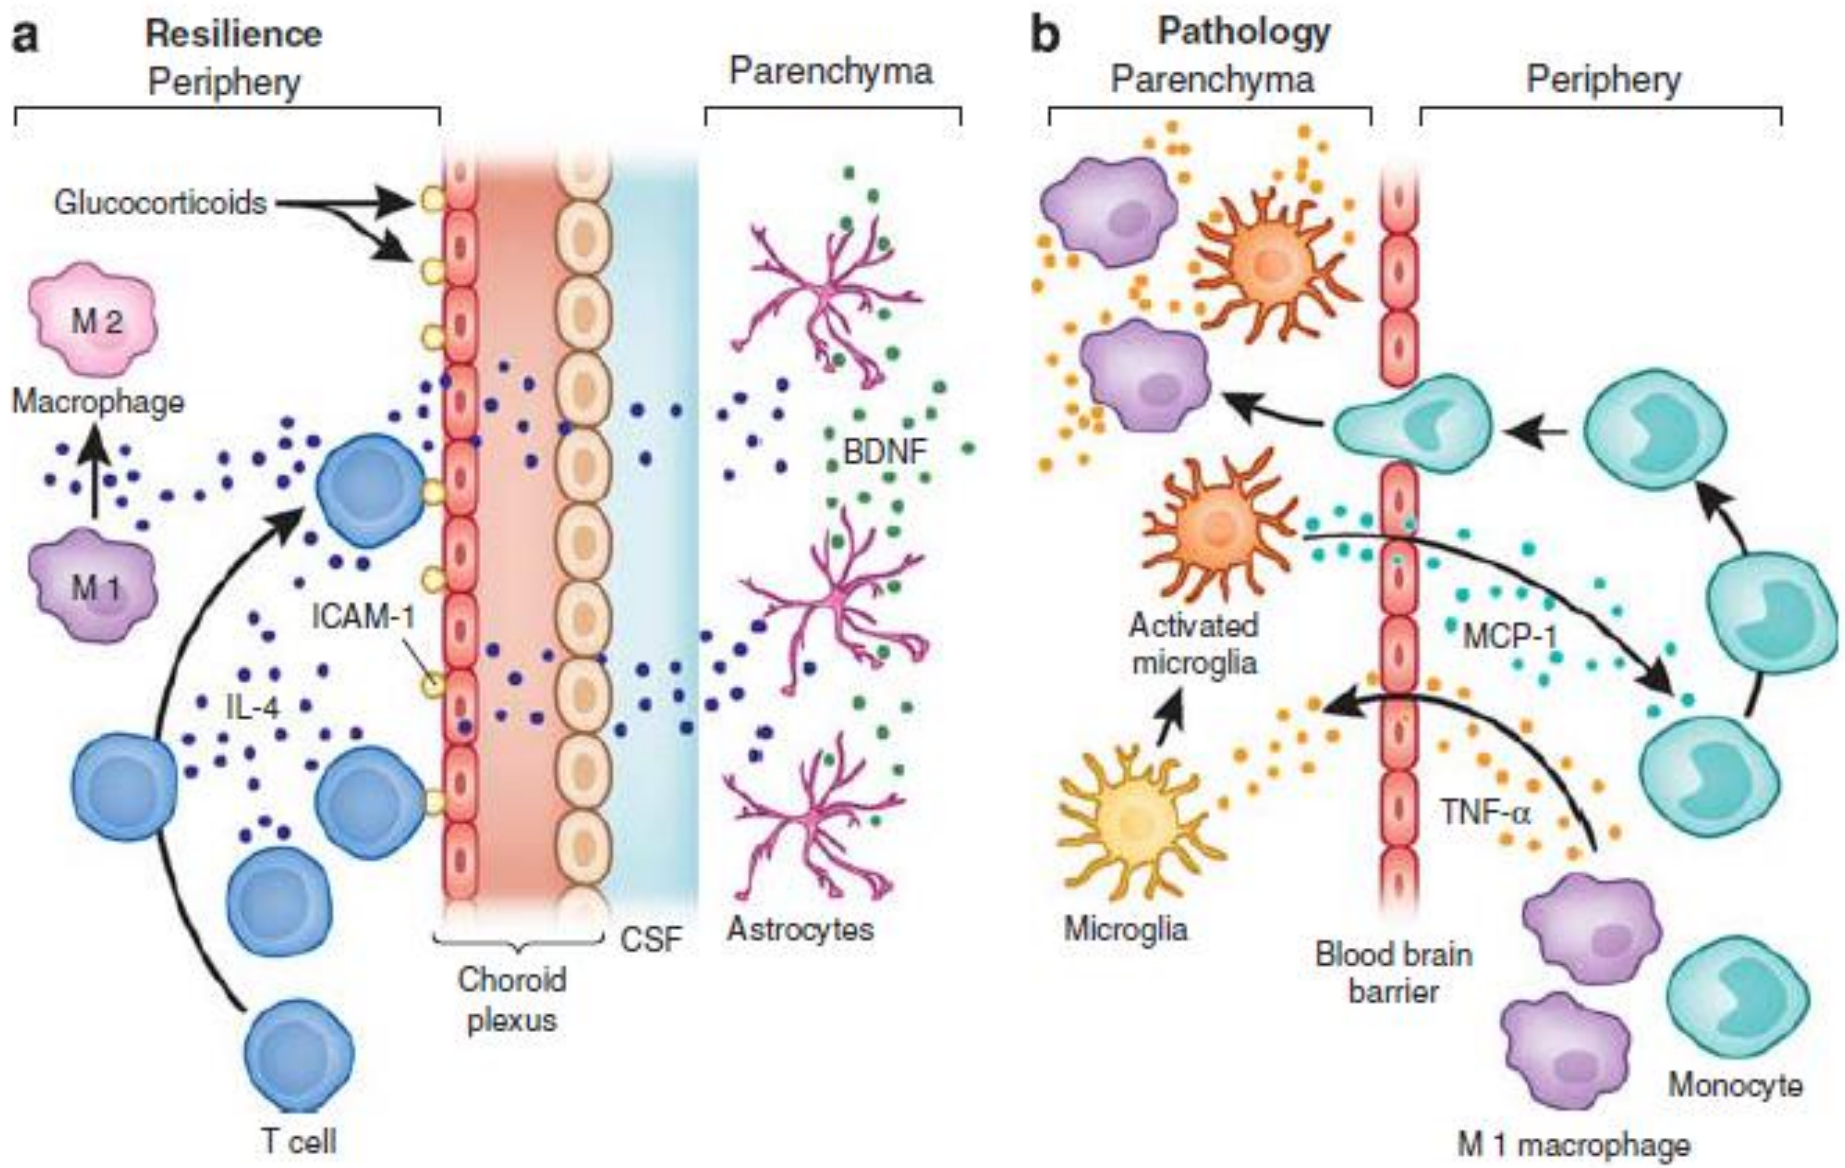 a
Resilience
Periphery
Parenchyma
Glucocorticoids
M 2
Macrophage
M 1
ICAM-1
IL-4
BDNF
Astrocytes
CSF
Choroid
plexus
T cell
b
Pathology
Parenchyma
Periphery
Activated
microglia
MCP-1
TNF-α
Microglia
Blood brain
barrier
Monocyte
M 1 macrophage